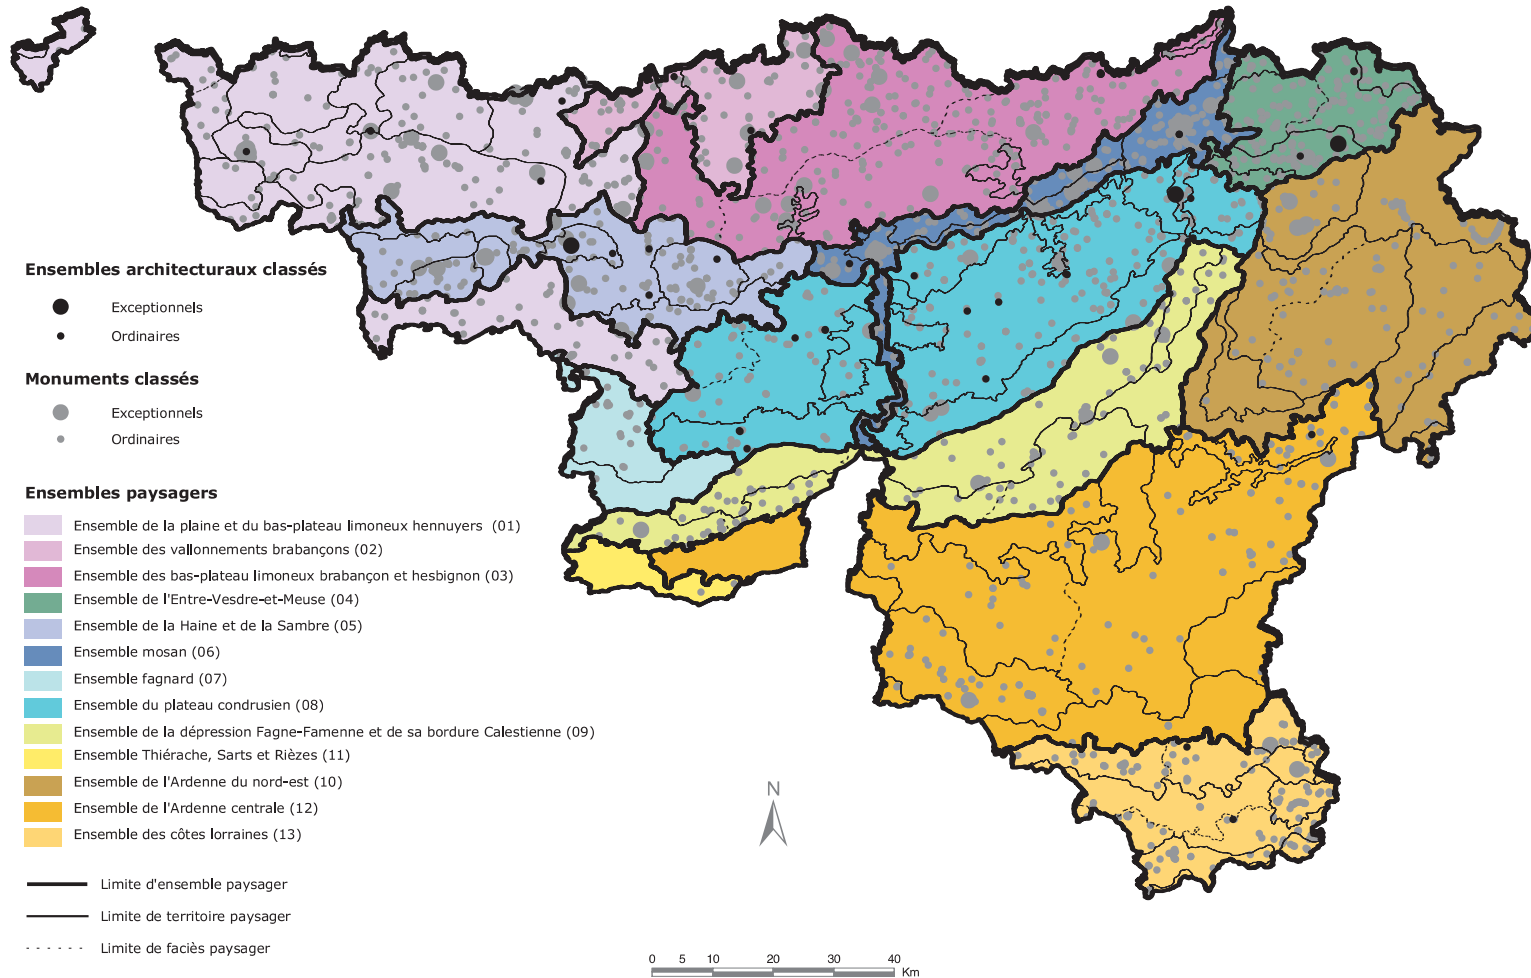 Ensembles architecturaux classés
Exceptionnels
Ordinaires
Monuments classés
Exceptionnels
Ordinaires
Ensembles paysagers
Ensemble de la plaine et du bas-plateau limoneux hennuyers (01)
Ensemble des vallonnements brabançons (02)
Ensemble des bas-plateau limoneux brabançon et hesbignon (03)
Ensemble de l'Entre-Vesdre-et-Meuse (04)
Ensemble de la Haine et de la Sambre (05)
Ensemble mosan (06)
Ensemble fagnard (07)
Ensemble du plateau condrusien (08)
Ensemble de la dépression Fagne-Famenne et de sa bordure Calestienne (09)
Ensemble Thiérache, Sarts et Rièzes (11)
Ensemble de l'Ardenne du nord-est (10)
Ensemble de l'Ardenne centrale (12)
Ensemble des côtes lorraines (13)
Limite d'ensemble paysager
Limite de territoire paysager
Limite de faciès paysager
N
0 5 10 20 30 40
Km